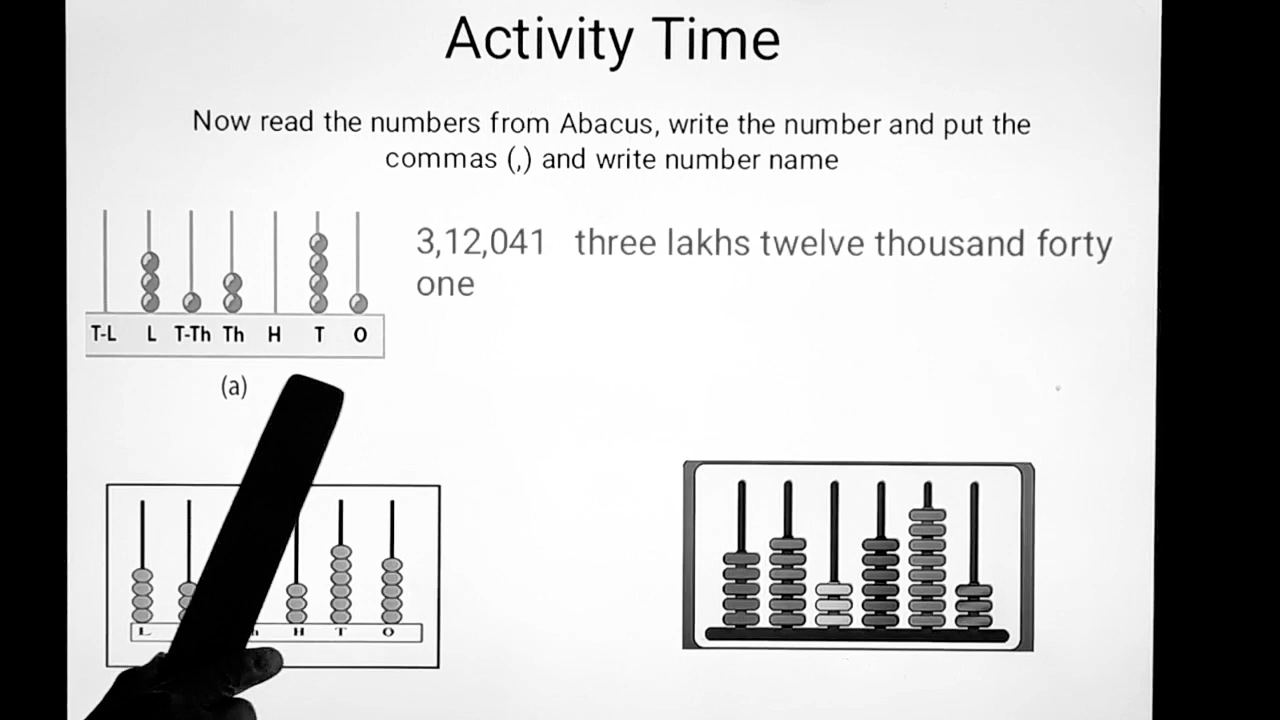 Activity Time
Now read the numbers from Abacus, write the number and put the
commas (,) and write number name
3,12,041 three lakhs twelve thousand forty
one
T-L L T-Th Th H T O
(a)
L H T O